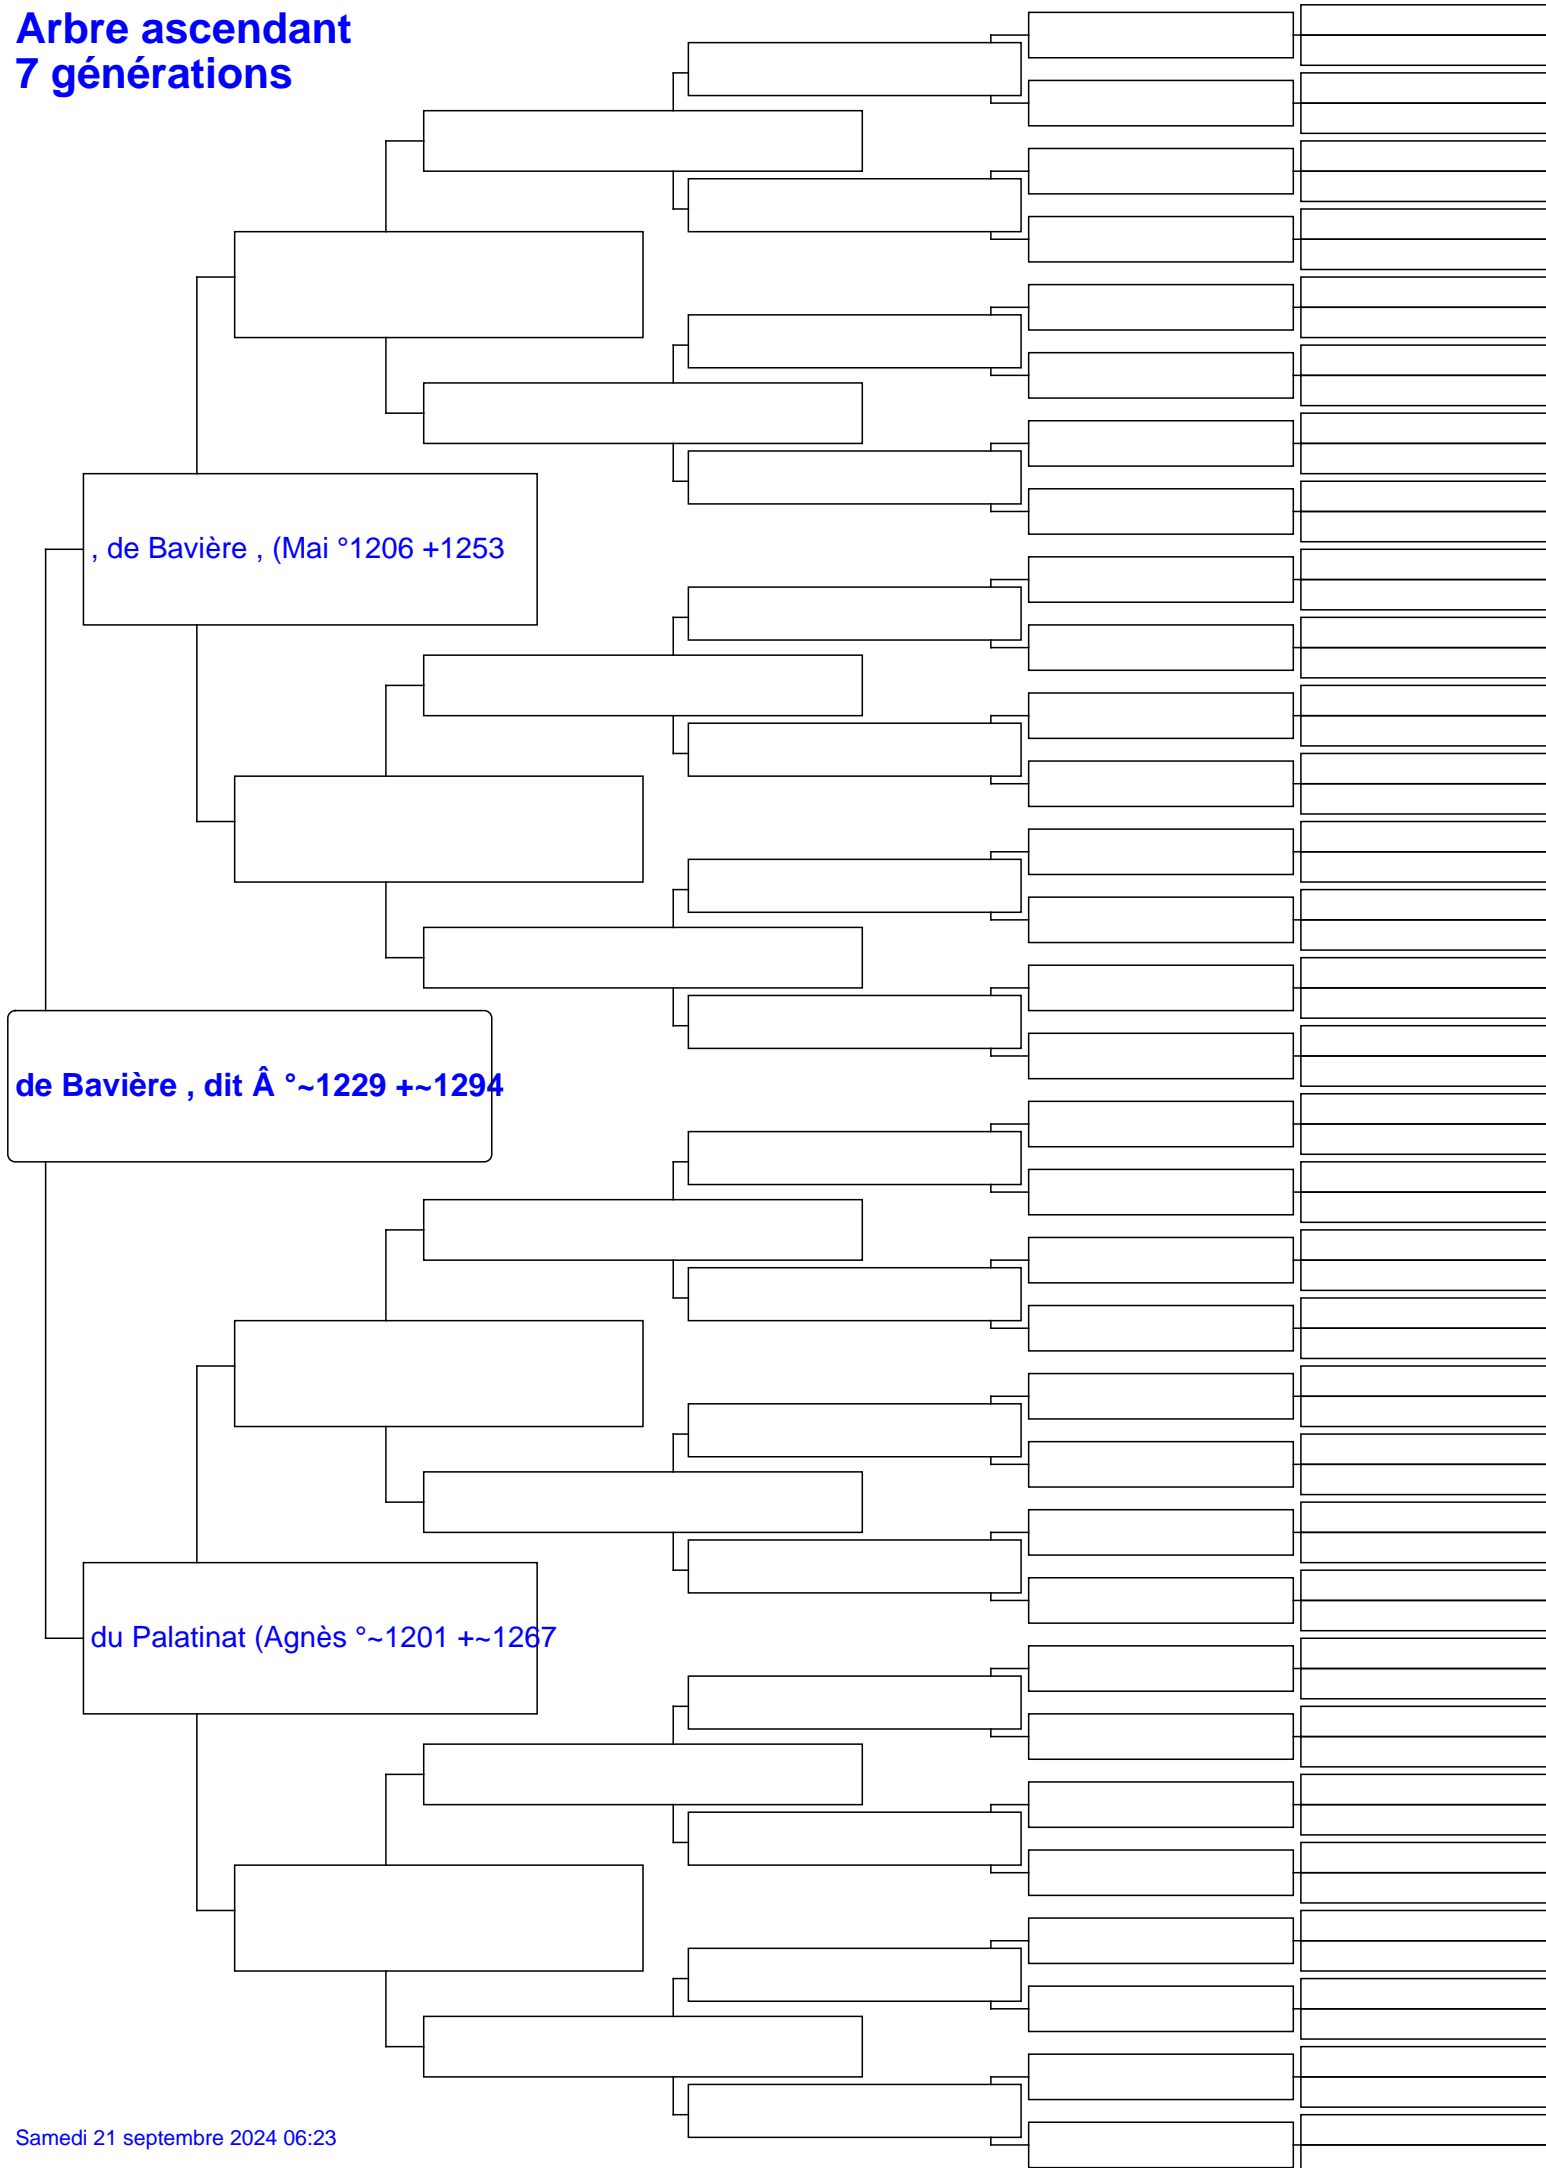 Arbre ascendant
7 générations
, de Bavière , (Mai °1206 +1253
de Bavière , dit Â °~1229 +~1294
du Palatinat (Agnès °~1201 +~1267
Samedi 21 septembre 2024 06:23